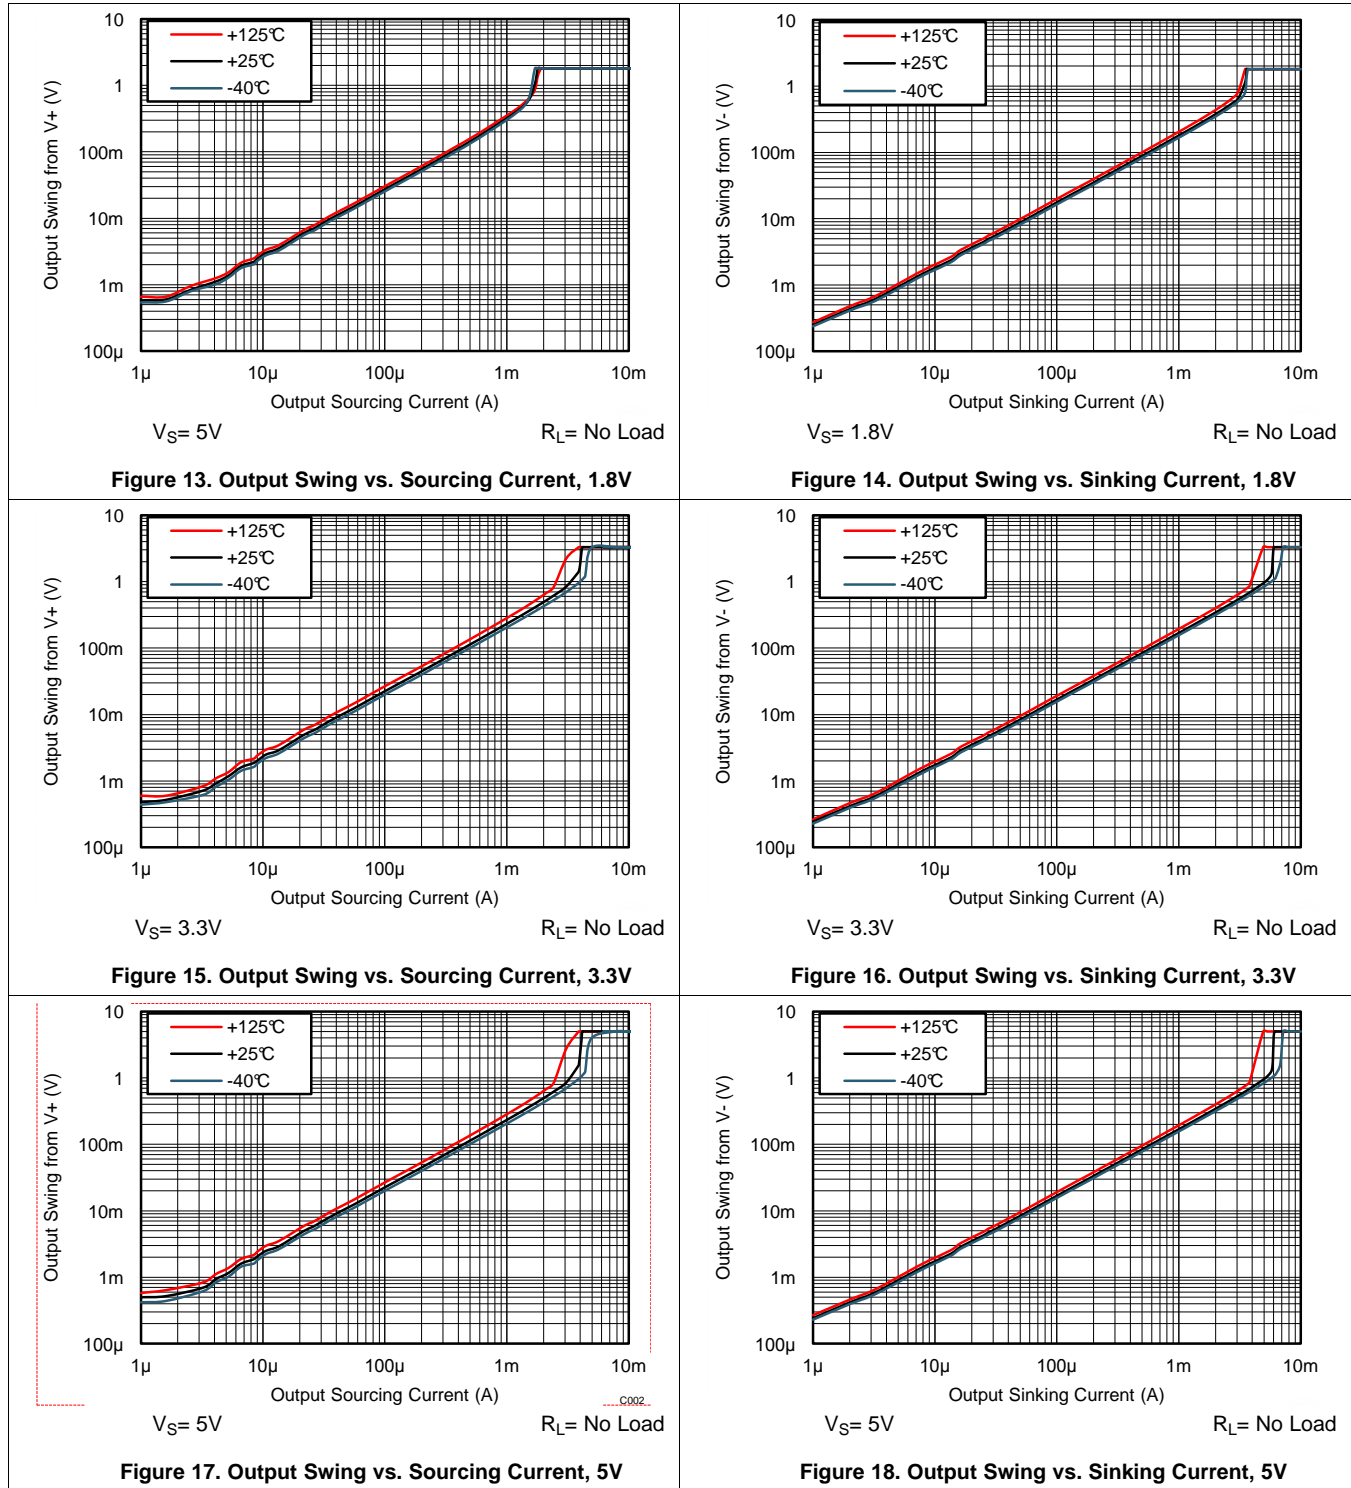 10
1
100m
10m
1m
100µ
1µ
10µ
100µ
1m
10m
+125°C
+25°C
-40°C
Output Swing from V+ (V)
Output Sourcing Current (A)
VS= 5V
RL= No Load
Figure 13. Output Swing vs. Sourcing Current, 1.8V
10
1
100m
10m
1m
100µ
1µ
10µ
100µ
1m
10m
+125°C
+25°C
-40°C
Output Swing from V- (V)
Output Sinking Current (A)
VS= 1.8V
RL= No Load
Figure 14. Output Swing vs. Sinking Current, 1.8V
10
1
100m
10m
1m
100µ
1µ
10µ
100µ
1m
10m
+125°C
+25°C
-40°C
Output Swing from V+ (V)
Output Sourcing Current (A)
VS= 3.3V
RL= No Load
Figure 15. Output Swing vs. Sourcing Current, 3.3V
10
1
100m
10m
1m
100µ
1µ
10µ
100µ
1m
10m
+125°C
+25°C
-40°C
Output Swing from V- (V)
Output Sinking Current (A)
VS= 3.3V
RL= No Load
Figure 16. Output Swing vs. Sinking Current, 3.3V
10
1
100m
10m
1m
100µ
1µ
10µ
100µ
1m
10m
+125°C
+25°C
-40°C
Output Swing from V+ (V)
Output Sourcing Current (A)
C002
VS= 5V
RL= No Load
Figure 17. Output Swing vs. Sourcing Current, 5V
10
1
100m
10m
1m
100µ
1µ
10µ
100µ
1m
10m
+125°C
+25°C
-40°C
Output Swing from V- (V)
Output Sinking Current (A)
VS= 5V
RL= No Load
Figure 18. Output Swing vs. Sinking Current, 5V